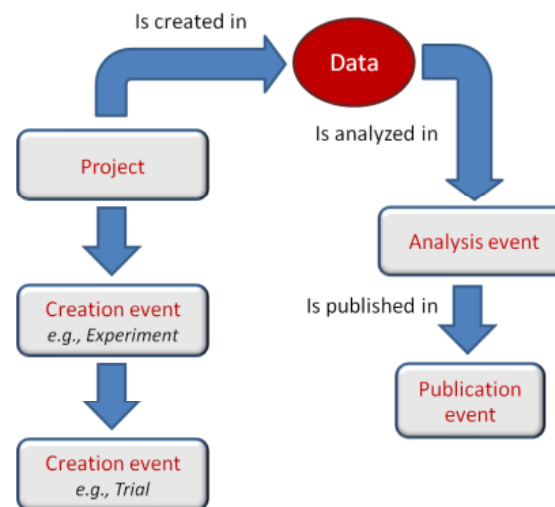 Is created in
Data
Is analyzed in
Project
Analysis event
Creation event
e.g., Experiment
Is published in
Publication
event
Creation event
e.g., Trial